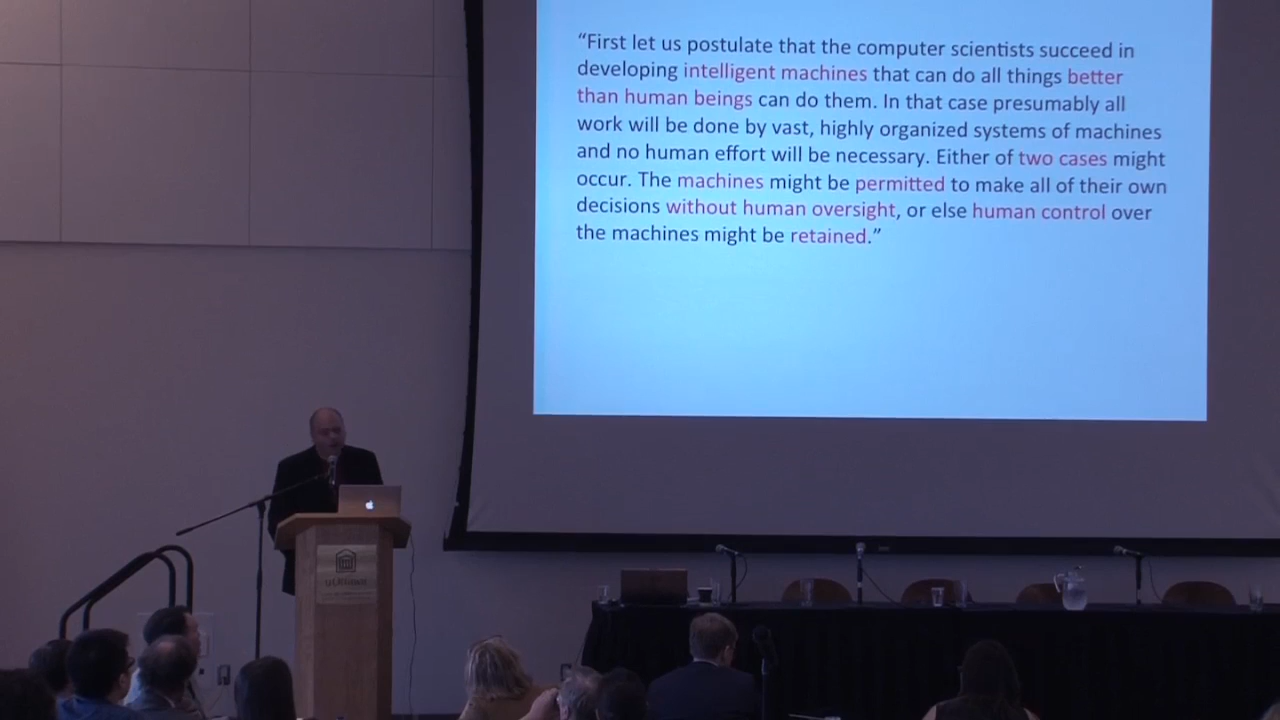 “First let us postulate that the computer scientists succeed in
developing intelligent machines that can do all things better
than human beings can do them. In that case presumably all
work will be done by vast, highly organized systems of machines
and no human effort will be necessary. Either of two cases might
occur. The machines might be permitted to make all of their own
decisions without human oversight, or else human control over
the machines might be retained.”